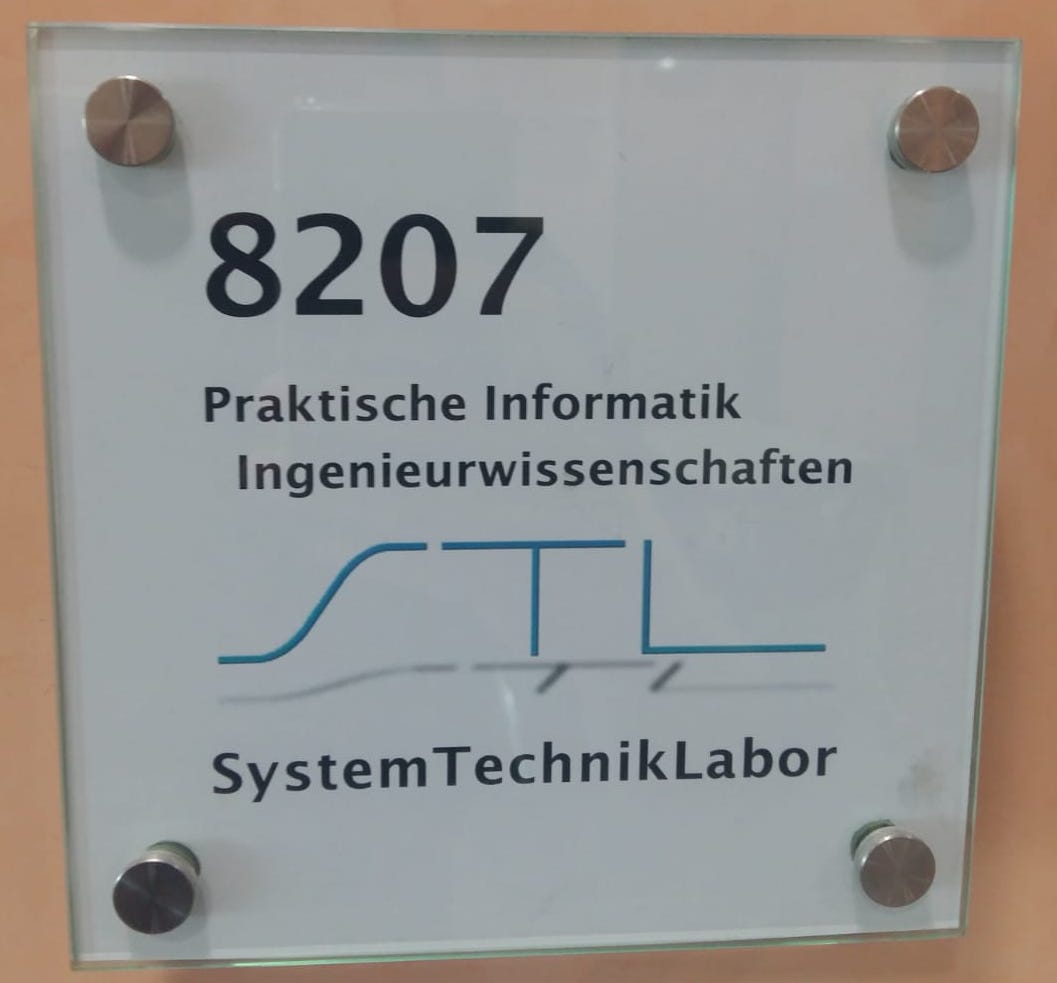 8207
Praktische Informatik
Ingenieurwissenschaften
STL
SystemTechnikLabor